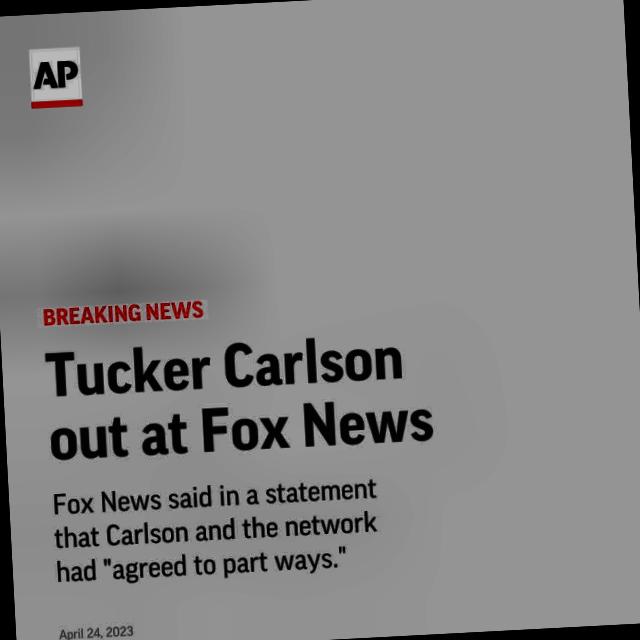 AP
BREAKING NEWS
Tucker Carlson
out at Fox News
Fox News said in a statement
that Carlson and the network
had "agreed to part ways."
April 24, 2023